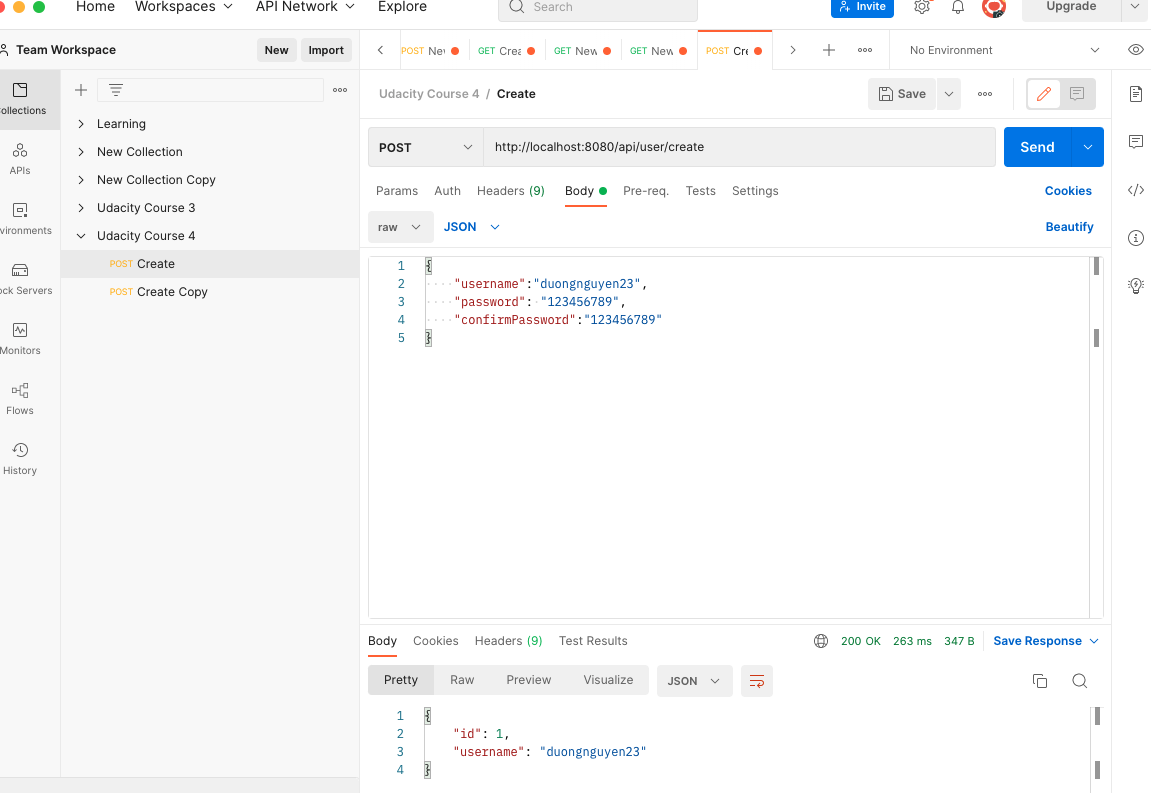 Home Workspaces API Network Explore Search Invite Upgrade
Team Workspace New Import
POST Nev GET Crea GET New GET New POST Cre No Environment
Collections
APIs
Environments
Mock Servers
Monitors
Flows
History
Learning
New Collection
New Collection Copy
Udacity Course 3
Udacity Course 4
POST Create
POST Create Copy
Udacity Course 4 / Create Save
POST http://localhost:8080/api/user/create Send
Params Auth Headers (9) Body Pre-req. Tests Settings Cookies
raw JSON Beautify
1 {
2 "username":"duongnguyen23",
3 "password": "123456789",
4 "confirmPassword":"123456789"
5 }
Body Cookies Headers (9) Test Results 200 OK 263 ms 347 B Save Response
Pretty Raw Preview Visualize JSON
1 {
2 "id": 1,
3 "username": "duongnguyen23"
4 }